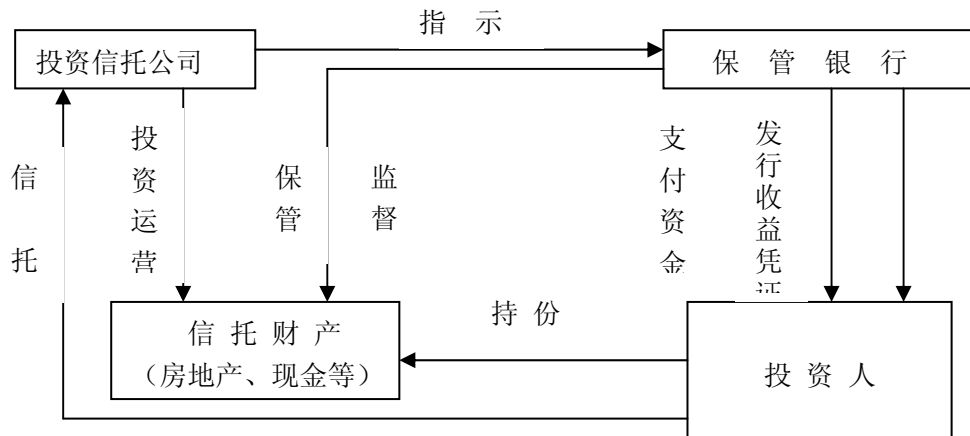 指 示
投资信托公司
保 管 银 行
信托
投资运营
保管
监督
支付资金
发行收益凭证
信 托 财 产
(房地产、现金等)
持 份
投 资 人